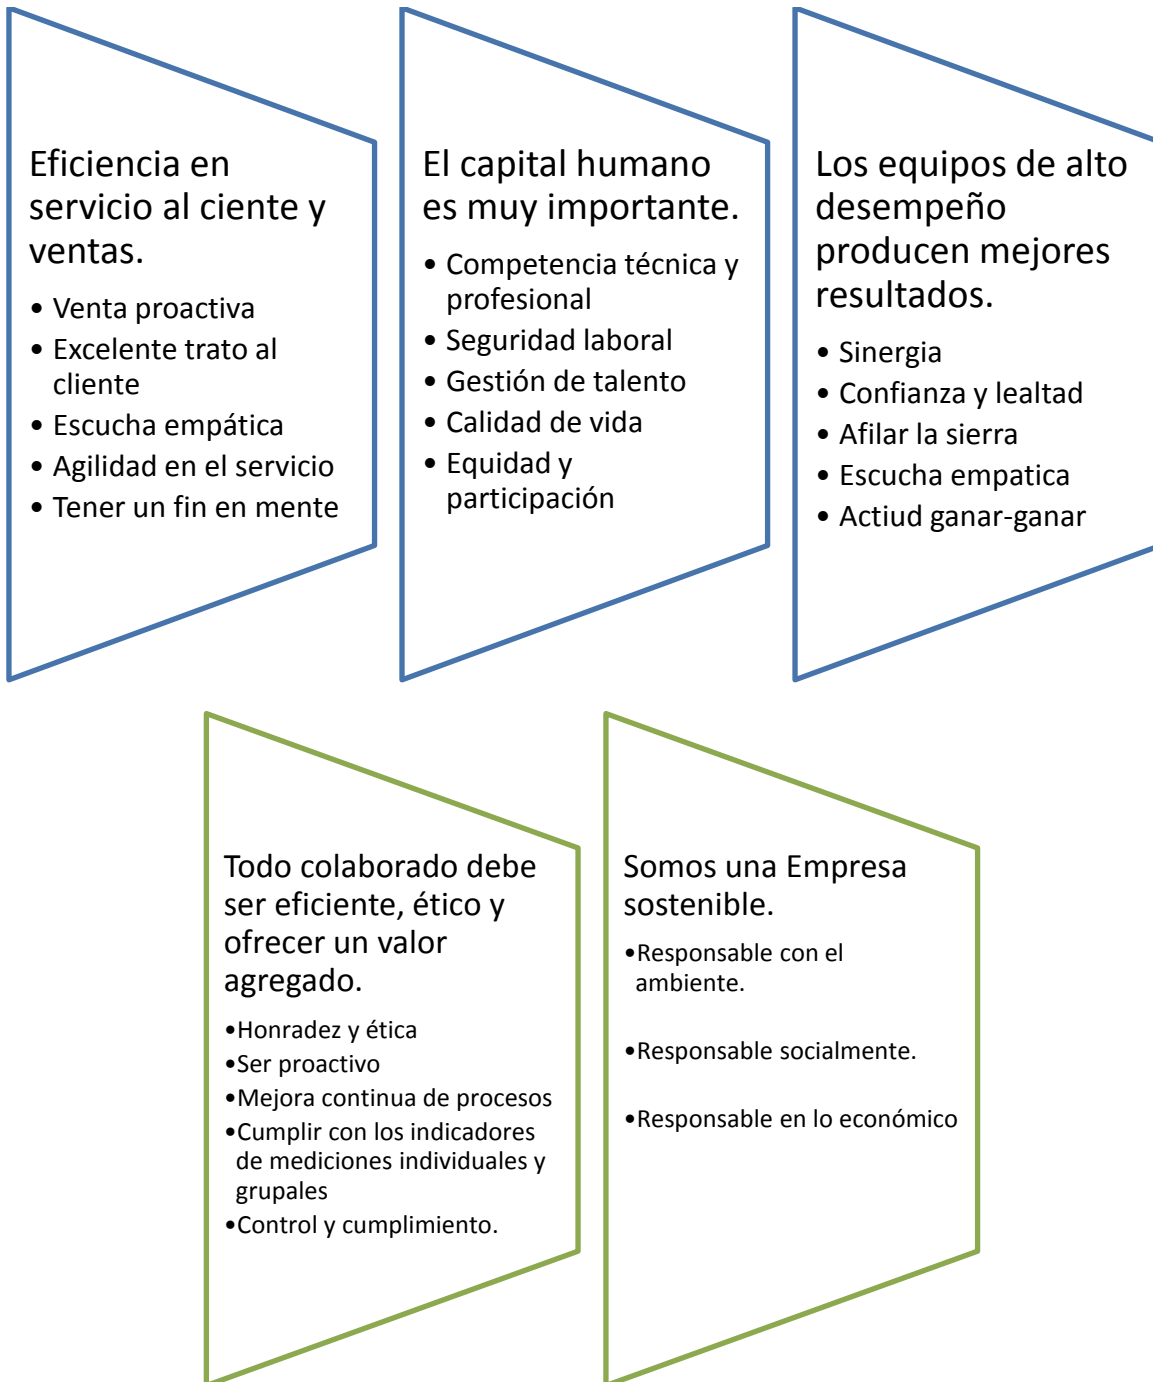 Eficiencia en
servicio al ciente y
ventas.
• Venta proactiva
• Excelente trato al
cliente
• Escucha empática
• Agilidad en el servicio
• Tener un fin en mente
El capital humano
es muy importante.
• Competencia técnica y
profesional
• Seguridad laboral
• Gestión de talento
• Calidad de vida
• Equidad y
participación
Los equipos de alto
desempeño
producen mejores
resultados.
• Sinergia
• Confianza y lealtad
• Afilar la sierra
• Escucha empatica
• Actiud ganar-ganar
Todo colaborado debe
ser eficiente, ético y
ofrecer un valor
agregado.
•Honradez y ética
•Ser proactivo
•Mejora continua de procesos
•Cumplir con los indicadores
de mediciones individuales y
grupales
•Control y cumplimiento.
Somos una Empresa
sostenible.
•Responsable con el
ambiente.
•Responsable socialmente.
•Responsable en lo económico